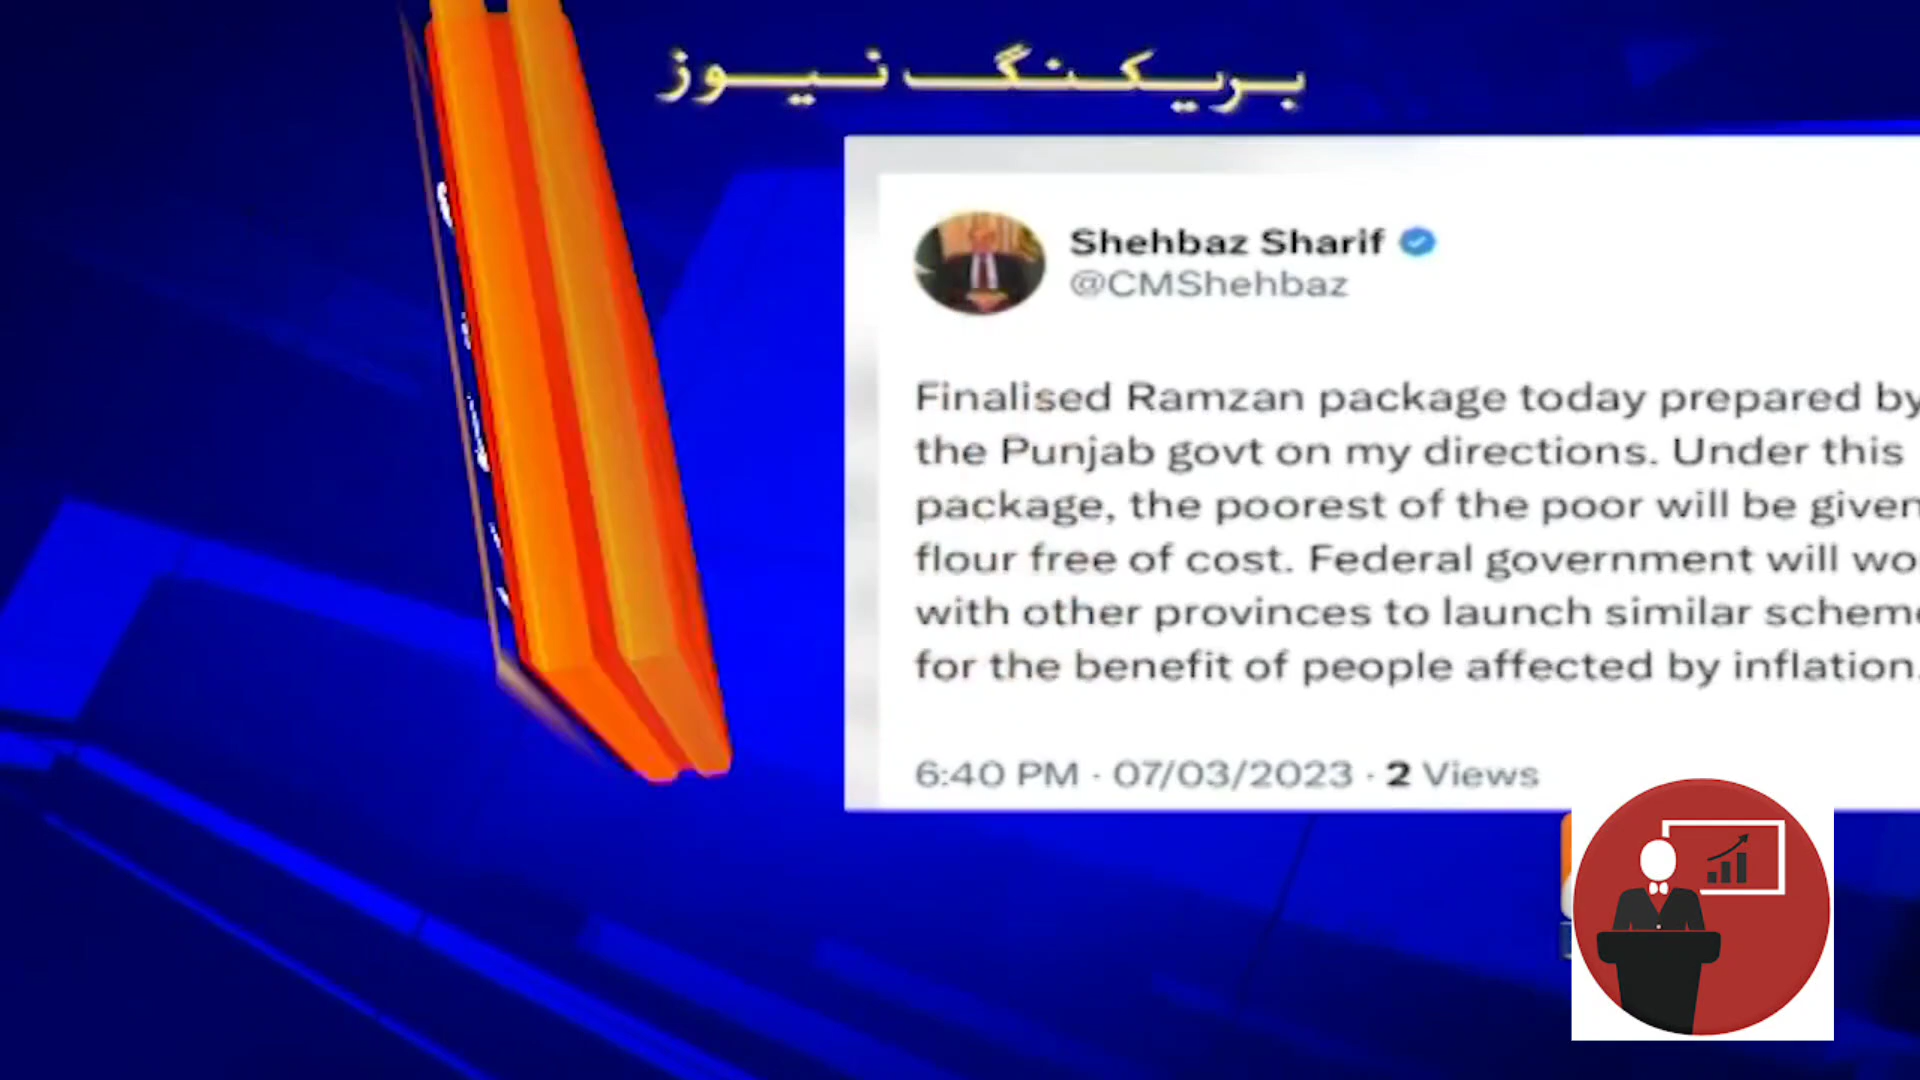 بریکنگ نیوز
Shehbaz Sharif
@CMShehbaz
Finalised Ramzan package today prepared by
the Punjab govt on my directions. Under this
package, the poorest of the poor will be given
flour free of cost. Federal government will wo
with other provinces to launch similar scheme
for the benefit of people affected by inflation.
6:40 PM · 07/03/2023 · 2 Views